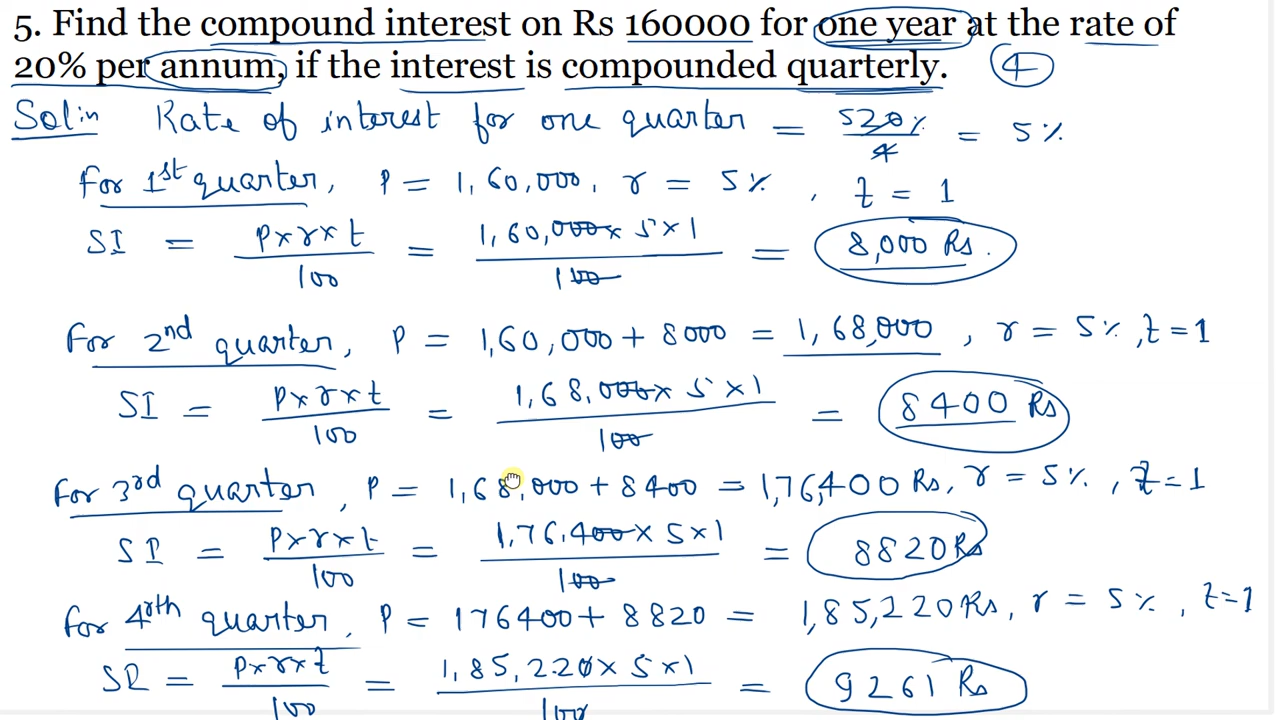 5. Find the compound interest on Rs 160000 for one year at the rate of
20% per annum, if the interest is compounded quarterly. 4
Sol:n Rate of interest for one quarter = 520%/4 = 5%
For 1st quarter, P = 1,60,000, r = 5%, t = 1
SI = P×r×t/100 = 1,60,000×5×1/100 = 8,000 Rs.
For 2nd quarter, P = 1,60,000 + 8000 = 1,68,000, r = 5%, t=1
SI = P×r×t/100 = 1,68,000×5×1/100 = 8400 Rs
For 3rd quarter, P = 1,68,000 + 8400 = 1,76,400 Rs, r = 5%, t=1
SI = P×r×t/100 = 1,76,400×5×1/100 = 8820 Rs
For 4rth quarter, P = 176400 + 8820 = 1,85,220 Rs, r = 5%, t=1
SI = P×r×t/100 = 1,85,220×5×1/100 = 9261 Rs